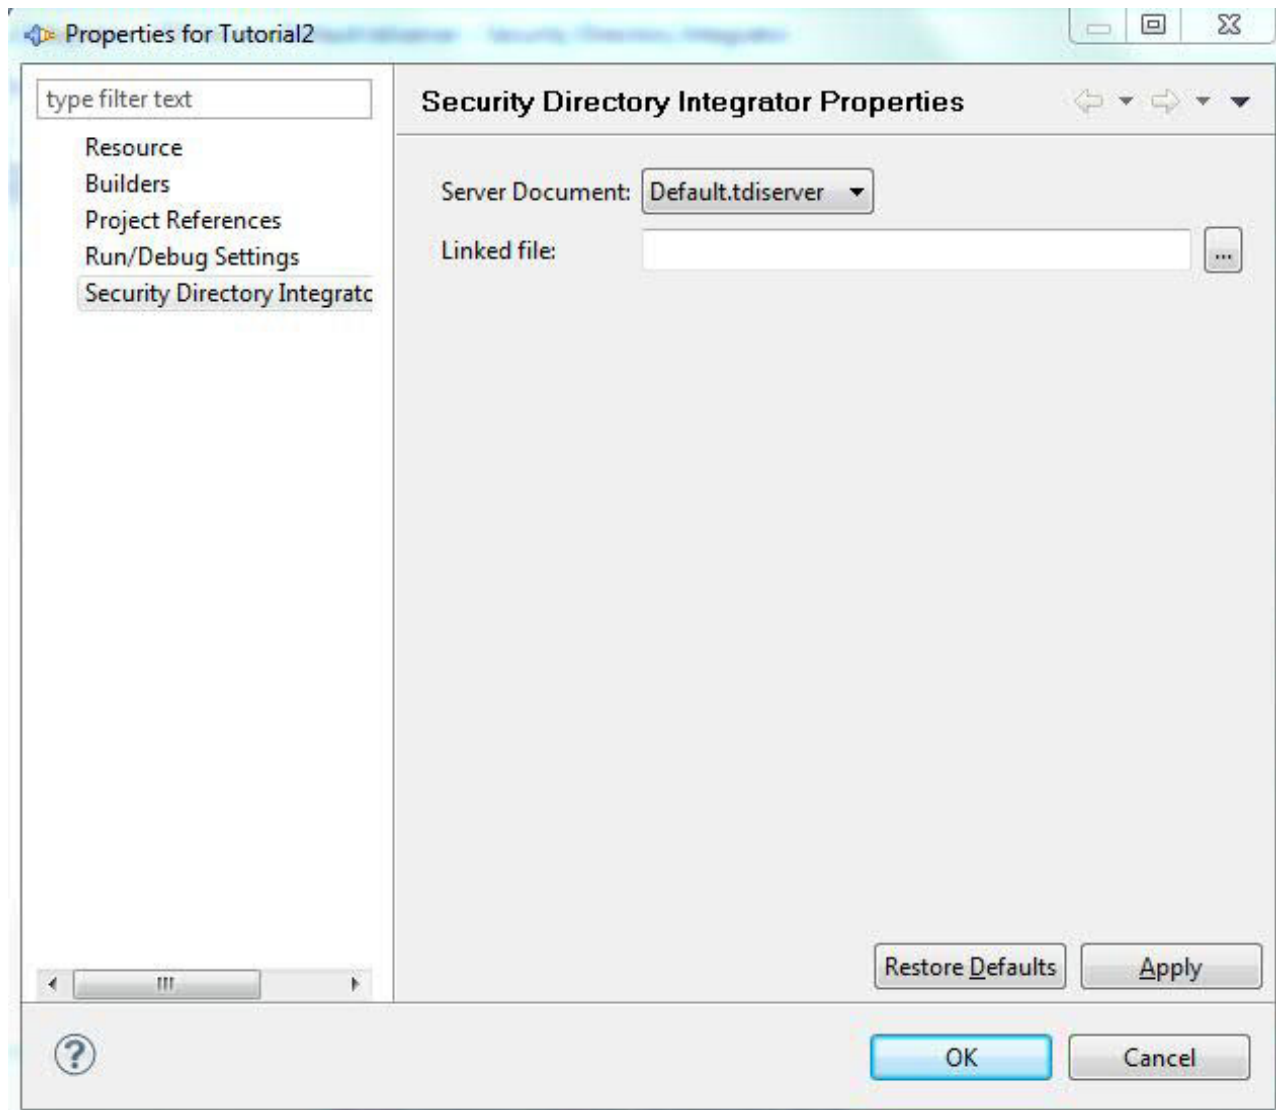 Properties for Tutorial2
type filter text
Resource
Builders
Project References
Run/Debug Settings
Security Directory Integratc
Security Directory Integrator Properties
Server Document: Default.tdiserver
Linked file:
...
Restore Defaults
Apply
?
OK
Cancel